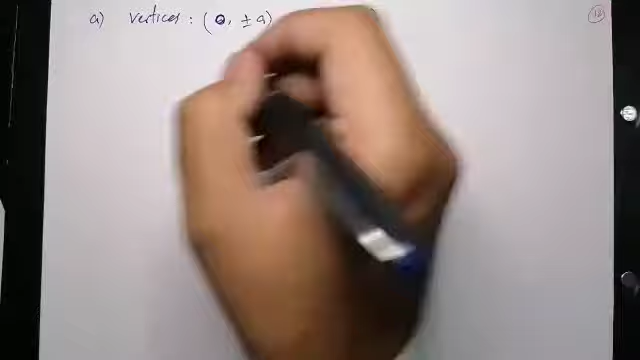 a) Vertices : (0, ± a)